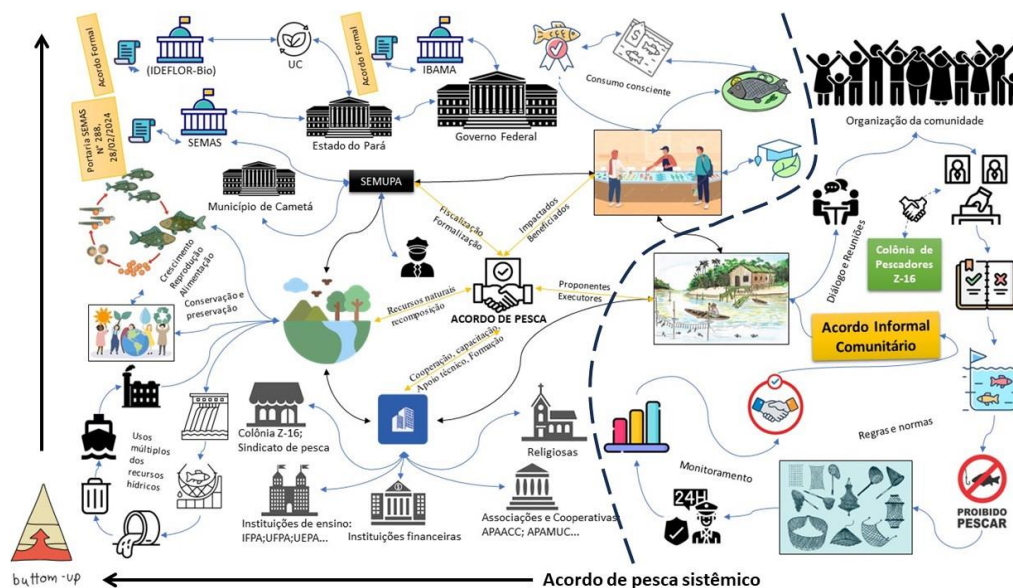 Acordo Formal
(IDEFLOR-Bio)
UC
Acordo Formal
IBAMA
Governo Federal
Estado do Pará
Portaria SEMAS
N° 288,
28/02/2024
SEMAS
Consumo consciente
Organização da comunidade
Município de Cametá
SEMUPA
Fiscalização
Formalização
Impactados
Beneficiados
Crescimento
Reprodução
Alimentação
Conservação e
preservação
Recursos naturais
recomposição
ACORDO DE PESCA
Proponentes
Executores
Diálogo e Reuniões
Colônia de
Pescadores
Z-16
Acordo Informal
Comunitário
Cooperação, capacitação
Apoio técnico, Formação
Usos
múltiplos
dos
recursos
hídricos
Colônia Z-16;
Sindicato de pesca
Religiosas
Instituições de ensino:
IFPA;UFPA;UEPA...
Instituições financeiras
Associações e Cooperativas
APAACC; APAMUC...
Monitoramento
Regras e normas
24H
PROIBIDO
PESCAR
buttom-up
Acordo de pesca sistêmico